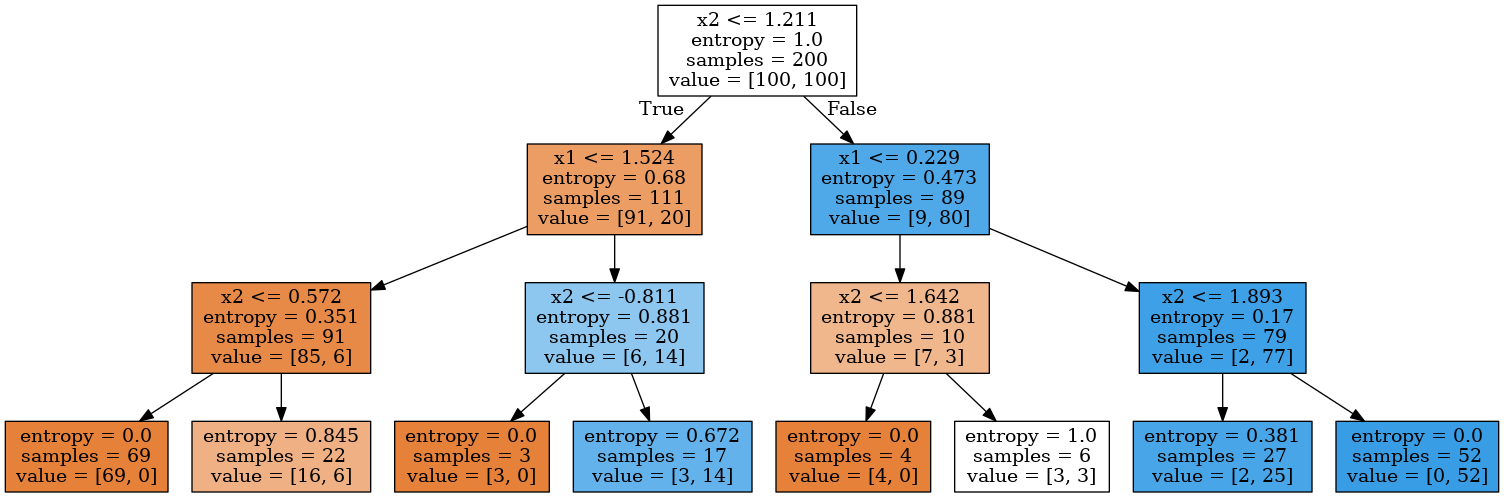 x2 <= 1.211
entropy = 1.0
samples = 200
value = [100, 100]
True
False
x1 <= 1.524
entropy = 0.68
samples = 111
value = [91, 20]
x1 <= 0.229
entropy = 0.473
samples = 89
value = [9, 80]
x2 <= 0.572
entropy = 0.351
samples = 91
value = [85, 6]
x2 <= -0.811
entropy = 0.881
samples = 20
value = [6, 14]
x2 <= 1.642
entropy = 0.881
samples = 10
value = [7, 3]
x2 <= 1.893
entropy = 0.17
samples = 79
value = [2, 77]
entropy = 0.0
samples = 69
value = [69, 0]
entropy = 0.845
samples = 22
value = [16, 6]
entropy = 0.0
samples = 3
value = [3, 0]
entropy = 0.672
samples = 17
value = [3, 14]
entropy = 0.0
samples = 4
value = [4, 0]
entropy = 1.0
samples = 6
value = [3, 3]
entropy = 0.381
samples = 27
value = [2, 25]
entropy = 0.0
samples = 52
value = [0, 52]